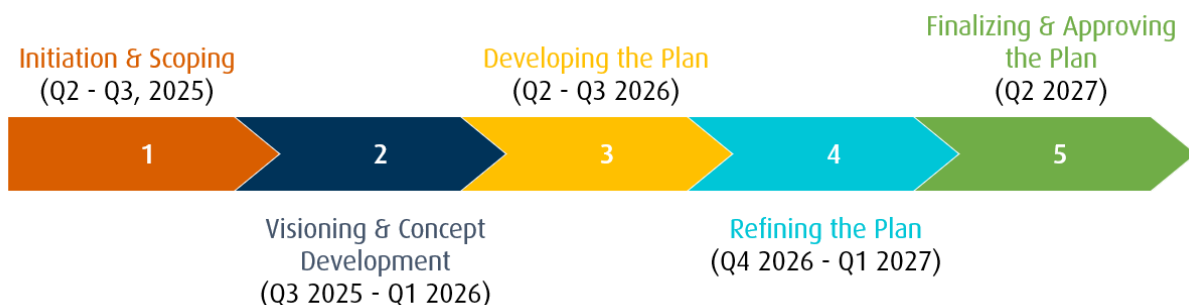 Initiation & Scoping
(Q2 - Q3, 2025)
Developing the Plan
(Q2 - Q3 2026)
Finalizing & Approving
the Plan
(Q2 2027)
1
2
3
4
5
Visioning & Concept
Development
(Q3 2025 - Q1 2026)
Refining the Plan
(Q4 2026 - Q1 2027)